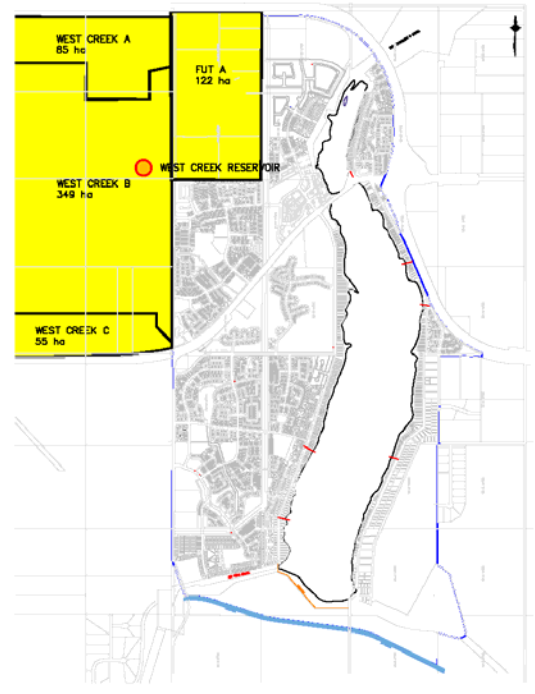 WEST CREEK A
85 ha
FUT A
122 ha
WEST CREEK RESERVOIR
WEST CREEK B
349 ha
WEST CREEK C
55 ha